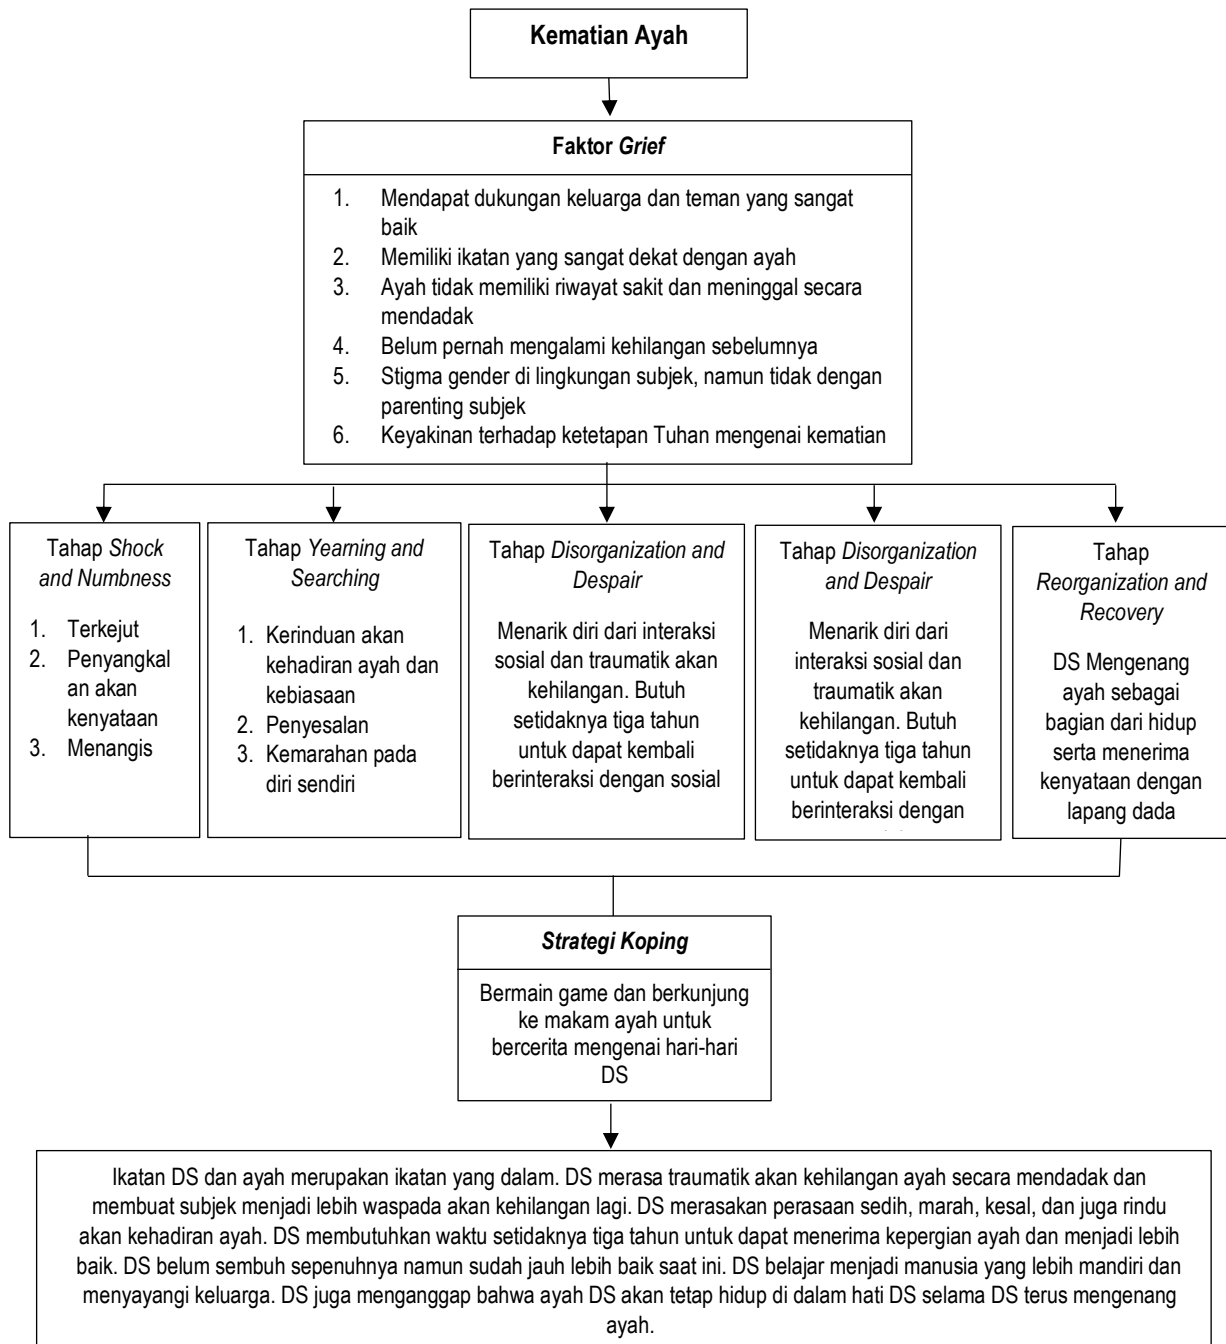 Kematian Ayah
Faktor Grief
1. Mendapat dukungan keluarga dan teman yang sangat
baik
2. Memiliki ikatan yang sangat dekat dengan ayah
3. Ayah tidak memiliki riwayat sakit dan meninggal secara
mendadak
4. Belum pernah mengalami kehilangan sebelumnya
5. Stigma gender di lingkungan subjek, namun tidak dengan
parenting subjek
6. Keyakinan terhadap ketetapan Tuhan mengenai kematian
Tahap Shock
and Numbness
1. Terkejut
2. Penyangkal
an akan
kenyataan
3. Menangis
Tahap Yearning and
Searching
1. Kerinduan akan
kehadiran ayah dan
kebiasaan
2. Penyesalan
3. Kemarahan pada
diri sendiri
Tahap Disorganization and
Despair
Menarik diri dari interaksi
sosial dan traumatik akan
kehilangan. Butuh
setidaknya tiga tahun
untuk dapat kembali
berinteraksi dengan sosial
Tahap Disorganization
and Despair
Menarik diri dari
interaksi sosial dan
traumatik akan
kehilangan. Butuh
setidaknya tiga tahun
untuk dapat kembali
berinteraksi dengan
Tahap
Reorganization and
Recovery
DS Mengenang
ayah sebagai
bagian dari hidup
serta menerima
kenyataan dengan
lapang dada
Strategi Koping
Bermain game dan berkunjung
ke makam ayah untuk
bercerita mengenai hari-hari
DS
Ikatan DS dan ayah merupakan ikatan yang dalam. DS merasa traumatik akan kehilangan ayah secara mendadak dan
membuat subjek menjadi lebih waspada akan kehilangan lagi. DS merasakan perasaan sedih, marah, kesal, dan juga rindu
akan kehadiran ayah. DS membutuhkan waktu setidaknya tiga tahun untuk dapat menerima kepergian ayah dan menjadi lebih
baik. DS belum sembuh sepenuhnya namun sudah jauh lebih baik saat ini. DS belajar menjadi manusia yang lebih mandiri dan
menyayangi keluarga. DS juga menganggap bahwa ayah DS akan tetap hidup di dalam hati DS selama DS terus mengenang
ayah.